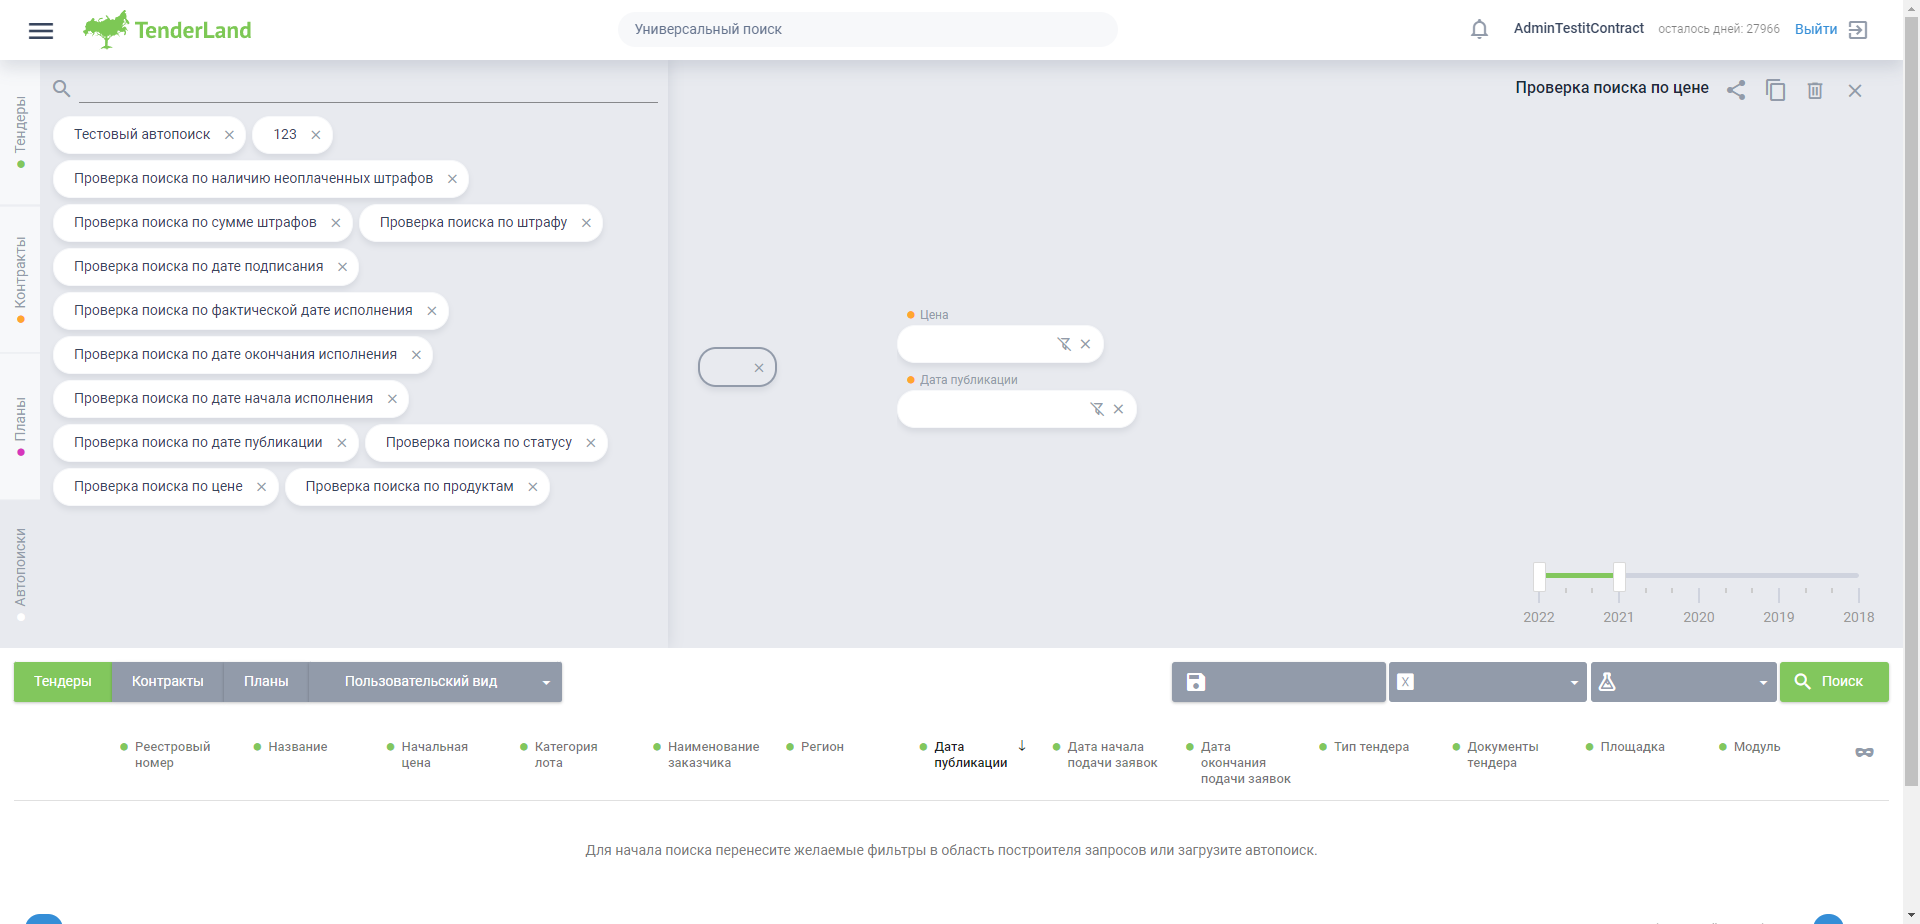 TenderLand
Универсальный поиск
AdminTestitContract
осталось дней: 27966
Выйти
Тендеры
Контракты
Планы
Автопоиски
Тестовый автопоиск
123
Проверка поиска по наличию неоплаченных штрафов
Проверка поиска по сумме штрафов
Проверка поиска по штрафу
Проверка поиска по дате подписания
Проверка поиска по фактической дате исполнения
Проверка поиска по дате окончания исполнения
Проверка поиска по дате начала исполнения
Проверка поиска по дате публикации
Проверка поиска по статусу
Проверка поиска по цене
Проверка поиска по продуктам
Проверка поиска по цене
Цена
Дата публикации
2022 2021 2020 2019 2018
Тендеры
Контракты
Планы
Пользовательский вид
X
Поиск
Реестровый
номер
Название
Начальная
цена
Категория
лота
Наименование
заказчика
Регион
Дата
публикации
Дата начала
подачи заявок
Дата
окончания
подачи заявок
Тип тендера
Документы
тендера
Площадка
Модуль
Для начала поиска перенесите желаемые фильтры в область построителя запросов или загрузите автопоиск.